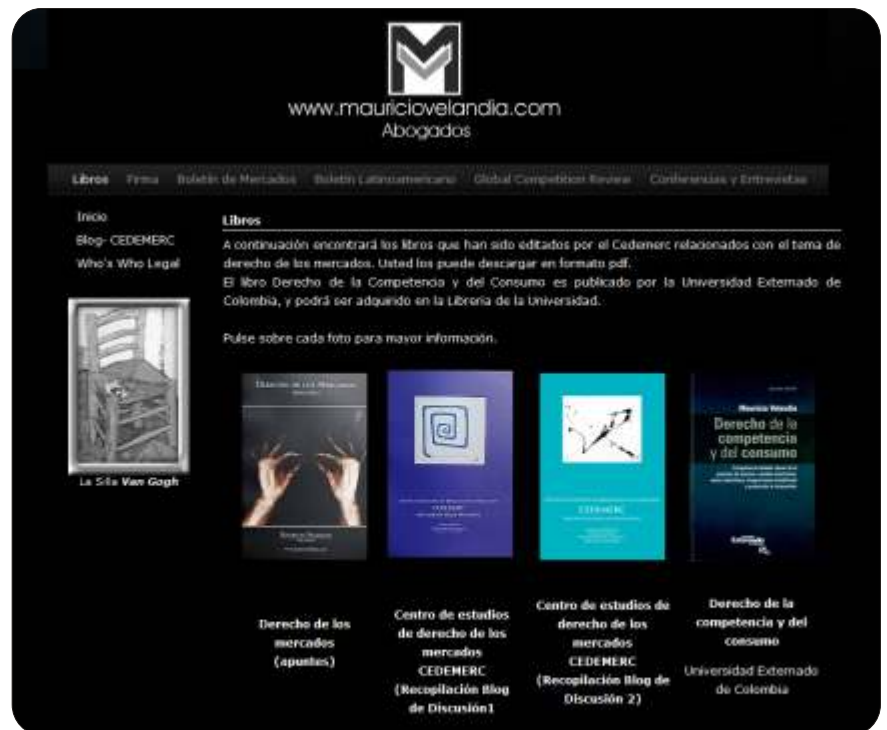 www.mauriciovelandia.com
Abogados
Libros Firma Boletín de Mercados Boletín Latinoamericano Global Competition Review Conferencias y Entrevistas
Inicio
Blog- CEDEMERC
Who's Who Legal
La Silla Van Gogh
Libros
A continuación encontrará los libros que han sido editados por el Cedemerc relacionados con el tema de
derecho de los mercados. Usted los puede descargar en formato pdf.
El libro Derecho de la Competencia y del Consumo es publicado por la Universidad Externado de
Colombia, y podrá ser adquirido en la Libreria de la Universidad.
Pulse sobre cada foto para mayor información.
DERECHO DE LOS MERCADOS
CEDEMERC
CEDEMERC
Mauricio Velandia
Derecho de la
competencia
y del consumo
Externado
Derecho de los
mercados
(apuntes)
Centro de estudios
de derecho de los
mercados
CEDEMERC
(Recopilación Blog
de Discusión1
Centro de estudios de
derecho de los
mercados
CEDEMERC
(Recopilación Blog de
Discusión 2)
Derecho de la
competencia y del
consumo
Universidad Externado
de Colombia